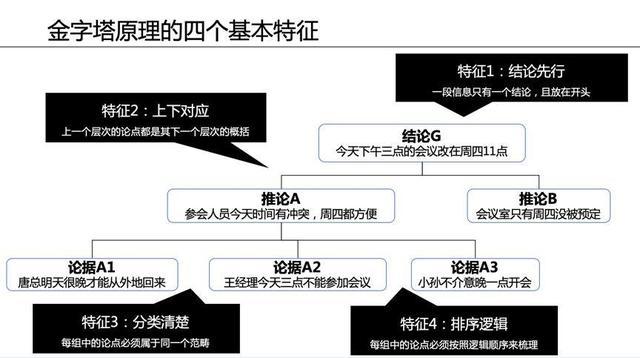 金字塔原理的四个基本特征
特征1：结论先行
一段信息只有一个结论，且放在开头
特征2：上下对应
上一个层次的论点都是其下一个层次的概括
结论G
今天下午三点的会议改在周四11点
推论A
参会人员今天时间有冲突，周四都方便
推论B
会议室只有周四没被预定
论据A1
唐总明天很晚才能从外地回来
论据A2
王经理今天三点不能参加会议
论据A3
小孙不介意晚一点开会
特征3：分类清楚
每组中的论点必须属于同一个范畴
特征4：排序逻辑
每组中的论点必须按照逻辑顺序来梳理